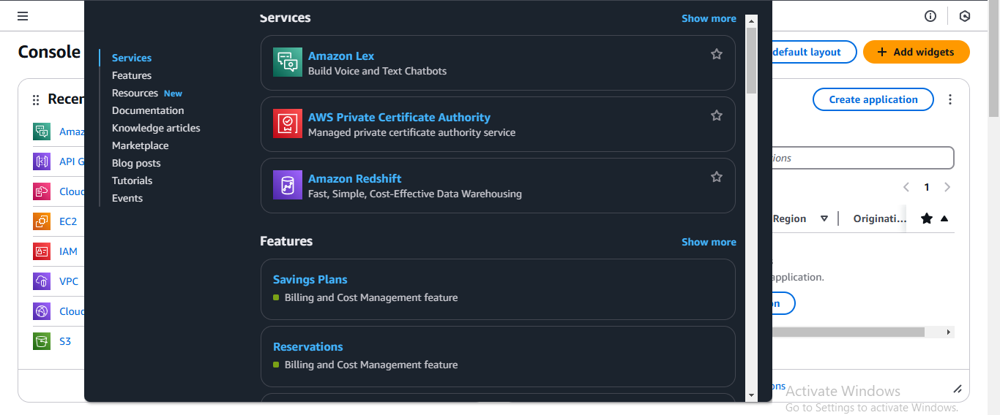 Console
default layout
+ Add widgets
Recen
Amaz
API G
Cloud
EC2
IAM
VPC
Cloud
S3
Services
Features
Resources New
Documentation
Knowledge articles
Marketplace
Blog posts
Tutorials
Events
Services
Show more
Amazon Lex
Build Voice and Text Chatbots
AWS Private Certificate Authority
Managed private certificate authority service
Amazon Redshift
Fast, Simple, Cost-Effective Data Warehousing
Features
Show more
Savings Plans
Billing and Cost Management feature
Reservations
Billing and Cost Management feature
Create application
ions
1
Region
Originati...
application.
on
ons
Activate Windows
Go to Settings to activate Windows.